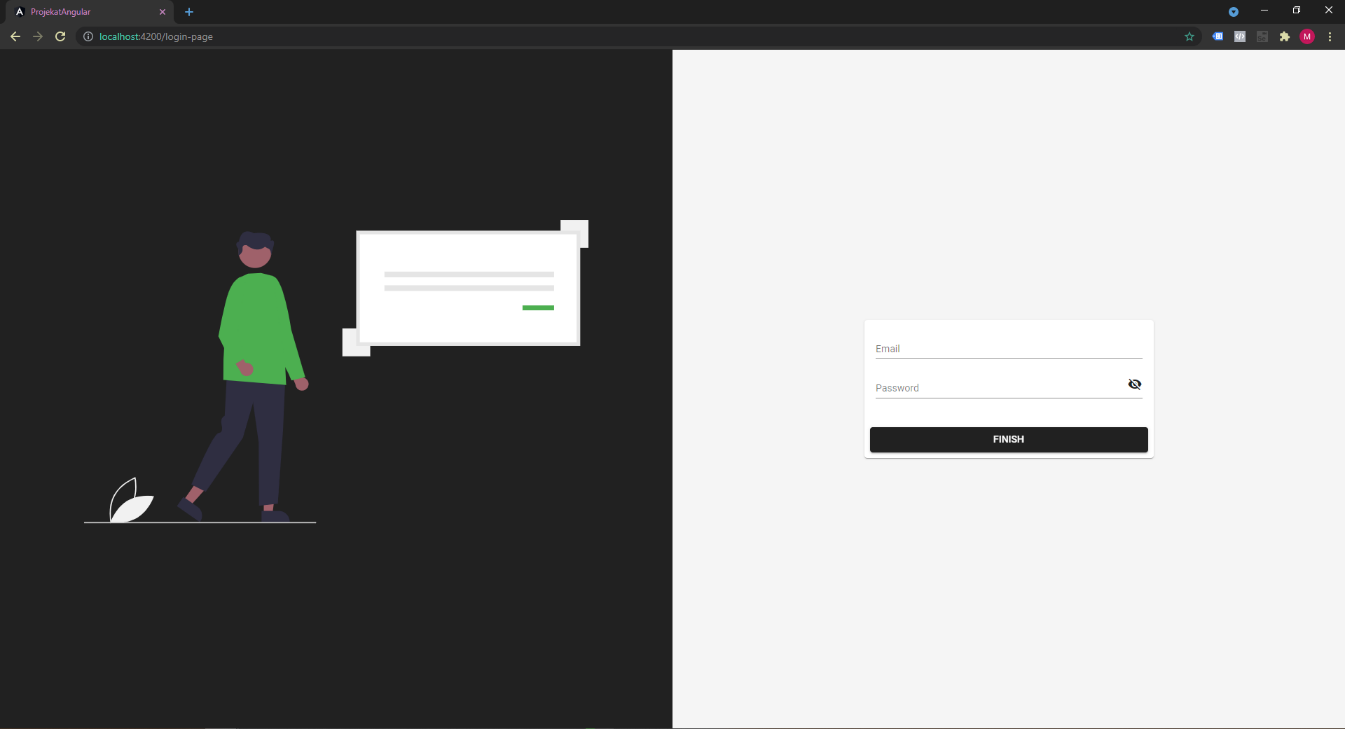 ProjekatAngular
localhost:4200/login-page
M
Email
Password
FINISH